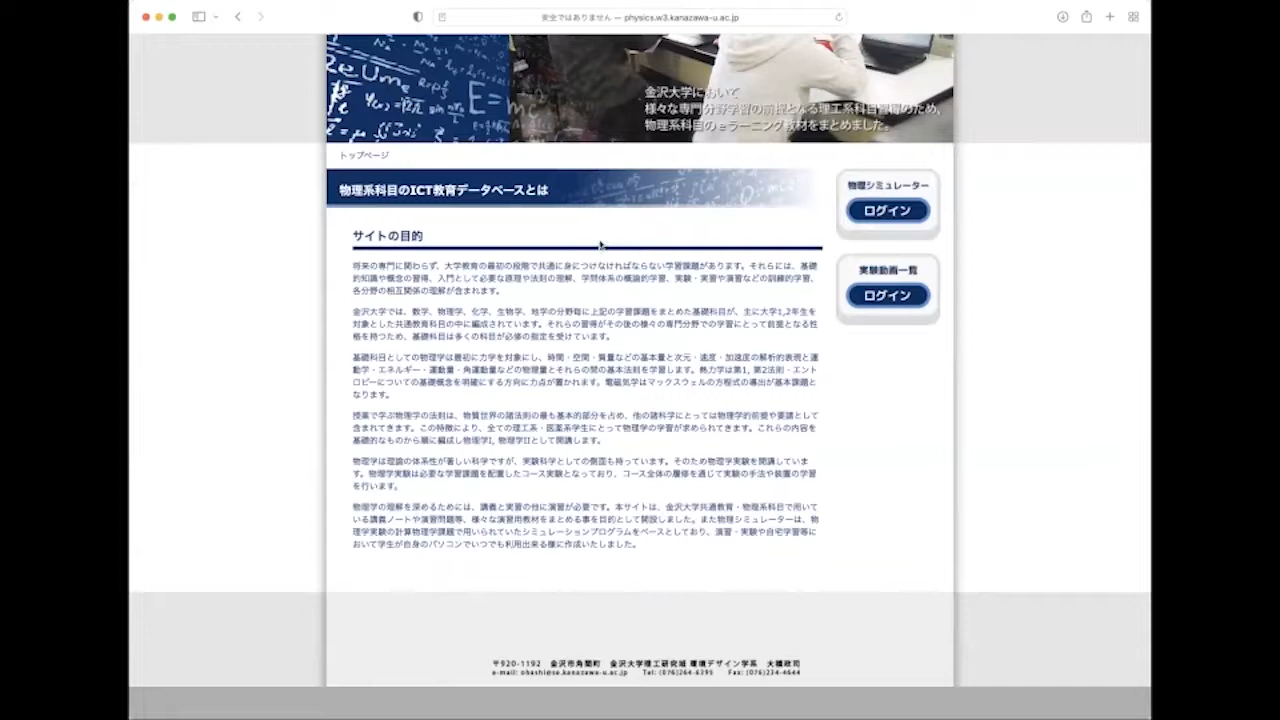 安全ではありません — physics.w3.kanazawa-u.ac.jp
金沢大学において
様々な専門分野学習の前提となる理工系科目習得のため、
物理系科目のｅラーニング教材をまとめました。
トップページ
物理系科目のICT教育データベースとは
物理シミュレーター
ログイン
実験動画一覧
ログイン
サイトの目的
将来の専門に関わらず、大学教育の最初の段階で共通に身につけなければならない学習課題があります。それらには、基礎
的知識や概念の習得、入門として必要な原理や法則の理解、学問体系の概論的学習、実験・実習や演習などの訓練的学習、
各分野の相互関係の理解が含まれます。
金沢大学では、数学、物理学、化学、生物学、地学の分野毎に上記の学習課題をまとめた基礎科目が、主に大学1,2年生を
対象とした共通教育科目の中に編成されています。それらの習得がその後の様々の専門分野での学習にとって前提となる性
格を持つため、基礎科目は多くの科目が必修の指定を受けています。
基礎科目としての物理学は最初に力学を対象にし、時間・空間・質量などの基本量と次元・速度・加速度の解析的表現と運
動学・エネルギー・運動量・角運動量などの物理量とそれらの間の基本法則を学習します。熱力学は第1, 第2法則・エント
ロピーについての基礎概念を明確にする方向に力点が置かれます。電磁気学はマックスウェルの方程式の導出が基本課題と
なります。
授業で学ぶ物理学の法則は、物質世界の諸法則の最も基本的部分を占め、他の諸科学にとっては物理学的前提や要請として
含まれてきます。この特徴により、全ての理工系・医薬系学生にとって物理学の学習が求められてきます。これらの内容を
基礎的なものから順に編成し物理学I, 物理学IIとして開講します。
物理学は理論の体系性が著しい科学ですが、実験科学としての側面も持っています。そのため物理学実験を開講していま
す。物理学実験は必要な学習課題を配置したコース実験となっており、コース全体の履修を通じて実験の手法や装置の学習
を行います。
物理学の理解を深めるためには、講義と実習の他に演習が必要です。本サイトは、金沢大学共通教育・物理系科目で用いて
いる講義ノートや演習問題等、様々な演習用教材をまとめる事を目的として開設しました。また物理シミュレーターは、物
理学実験の計算物理学課題で用いられていたシミュレーションプログラムをベースとしており、演習・実験や自宅学習等に
おいて学生が自身のパソコンでいつでも利用出来る様に作成いたしました。
〒920-1192 金沢市角間町 金沢大学理工研究域 環境デザイン学系 大橋政司
e-mail: ohashi@se.kanazawa-u.ac.jp Tel: (076)264-6395 Fax: (076)234-4644